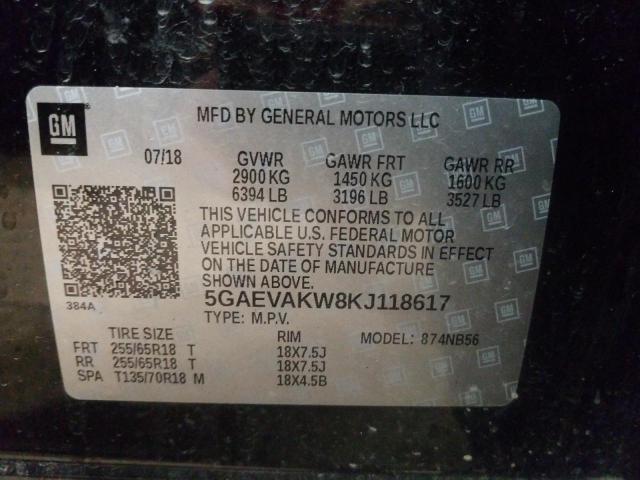 GM
MFD BY GENERAL MOTORS LLC
07/18 GVWR GAWR FRT GAWR RR
2900 KG 1450 KG 1600 KG
6394 LB 3196 LB 3527 LB
THIS VEHICLE CONFORMS TO ALL
APPLICABLE U.S. FEDERAL MOTOR
VEHICLE SAFETY STANDARDS IN EFFECT
ON THE DATE OF MANUFACTURE
SHOWN ABOVE.
384A
5GAEVAKW8KJ118617
TYPE: M.P.V. MODEL: 874NB56
TIRE SIZE RIM
FRT 255/65R18 T 18X7.5J
RR 255/65R18 T 18X7.5J
SPA T135/70R18 M 18X4.5B